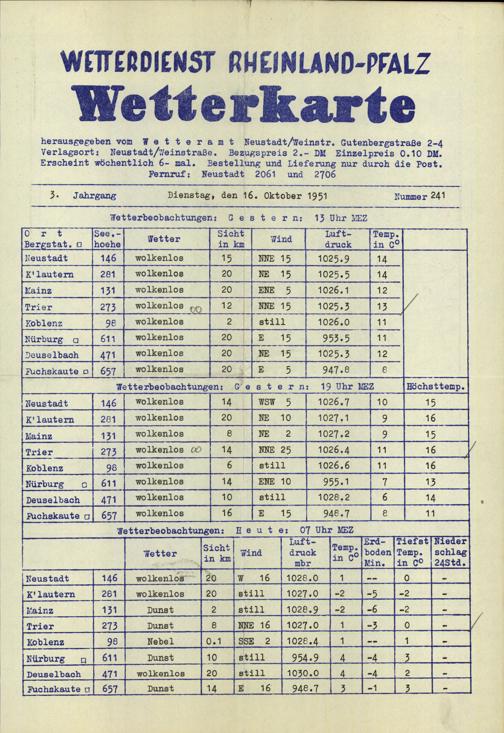 WETTERDIENST RHEINLAND-PFALZ
Wetterkarte
herausgegeben vom W e t t e r a m t Neustadt/Weinstr. Gutenbergstraße 2-4
Verlagsort: Neustadt/Weinstraße. Bezugspreis 2.- DM Einzelpreis 0.10 DM.
Erscheint wöchentlich 6- mal. Bestellung und Lieferung nur durch die Post.
Fernruf: Neustadt 2061 und 2706
3. Jahrgang Dienstag, den 16. Oktober 1951 Nummer 241
Wetterbeobachtungen: G e s t e r n: 13 Uhr MEZ
O r t See.- Wetter Sicht Wind Luft- Temp.
Bergstat. □ hoehe in km druck in C°
Neustadt 146 wolkenlos 15 NNE 15 1025.9 14
K'lautern 281 wolkenlos 20 NE 15 1025.5 14
Mainz 131 wolkenlos 20 ENE 5 1026.1 12
Trier 273 wolkenlos 00 12 NNE 15 1025.3 13
Koblenz 98 wolkenlos 2 still 1026.0 11
Nürburg □ 611 wolkenlos 20 E 15 953.5 11
Deuselbach 471 wolkenlos 20 NE 15 1025.3 12
Fuchskaute □ 657 wolkenlos 20 E 5 947.8 8
Wetterbeobachtungen: G e s t e r n: 19 Uhr MEZ Höchsttemp.
Neustadt 146 wolkenlos 14 WSW 5 1026.7 10 15
K'lautern 281 wolkenlos 20 NE 10 1027.1 9 16
Mainz 131 wolkenlos 8 NE 2 1027.2 9 15
Trier 273 wolkenlos 00 14 NNE 25 1026.4 11 16
Koblenz 98 wolkenlos 6 still 1026.6 11 16
Nürburg □ 611 wolkenlos 14 ENE 10 955.1 7 13
Deuselbach 471 wolkenlos 10 still 1028.2 6 14
Fuchskaute □ 657 wolkenlos 16 E 15 948.7 8 11
Wetterbeobachtungen: H e u t e: 07 Uhr MEZ
Wetter Sicht in km Wind Luft- druck mbr Temp. in C° Erd- boden Min. Tiefst Temp. in C° Nieder schlag 24Std.
Neustadt 146 wolkenlos 20 W 16 1028.0 1 -- 0 -
K'lautern 281 wolkenlos 20 still 1027.0 -2 -5 -2 -
Mainz 131 Dunst 2 still 1028.9 -2 -6 -2 -
Trier 273 Dunst 8 NNE 16 1027.0 1 -3 0 -
Koblenz 98 Nebel 0.1 SSE 2 1028.4 1 -- 1 -
Nürburg □ 611 Dunst 10 still 954.9 4 -4 3 -
Deuselbach 471 wolkenlos 20 still 1030.0 4 -4 2 -
Fuchskaute □ 657 Dunst 14 E 16 948.7 3 -1 3 -